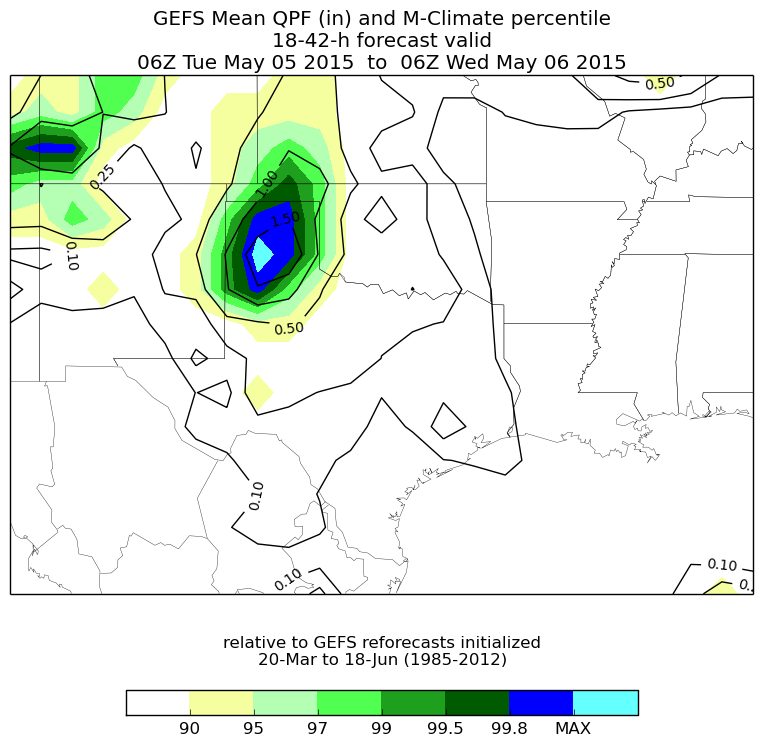 GEFS Mean QPF (in) and M-Climate percentile
18-42-h forecast valid
06Z Tue May 05 2015 to 06Z Wed May 06 2015
0.50
0.25
1.00
1.50
0.10
0.50
0.10
0.10
0.10
relative to GEFS reforecasts initialized
20-Mar to 18-Jun (1985-2012)
90 95 97 99 99.5 99.8 MAX